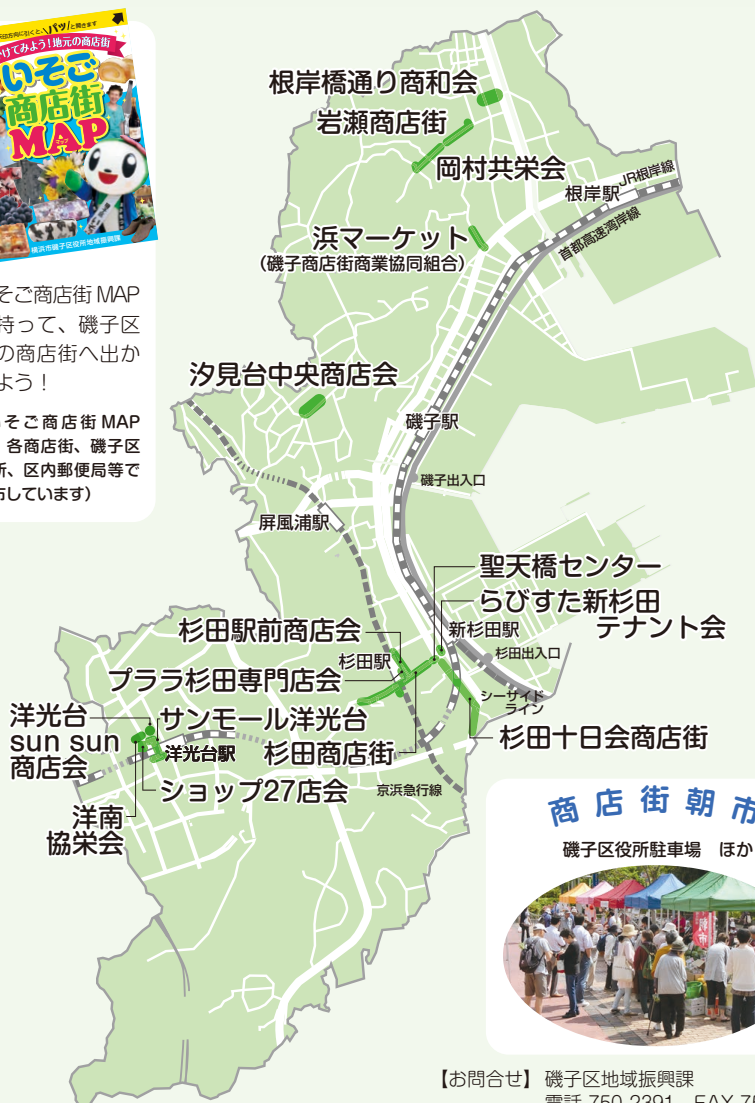 いそご
商店街
MAP
マップ
横浜市磯子区役所地域振興課
そご商店街 MAP
持って、磯子区
の商店街へ出か
よう！
そご商店街 MAP
各商店街、磯子区
所、区内郵便局等で
布しています）
根岸橋通り商和会
岩瀬商店街
岡村共栄会
根岸駅
JR根岸線
首都高速湾岸線
浜マーケット
（磯子商店街商業協同組合）
汐見台中央商店会
磯子駅
磯子出入口
屏風浦駅
聖天橋センター
らびすた新杉田
テナント会
新杉田駅
杉田出入口
杉田駅前商店会
杉田駅
プララ杉田専門店会
シーサイド
ライン
洋光台
sun sun
商店会
サンモール洋光台
洋光台駅
杉田商店街
杉田十日会商店街
ショップ27店会
京浜急行線
洋南
協栄会
商店街朝市
磯子区役所駐車場　ほか
【お問合せ】 磯子区地域振興課
電話 750-2391　FAX